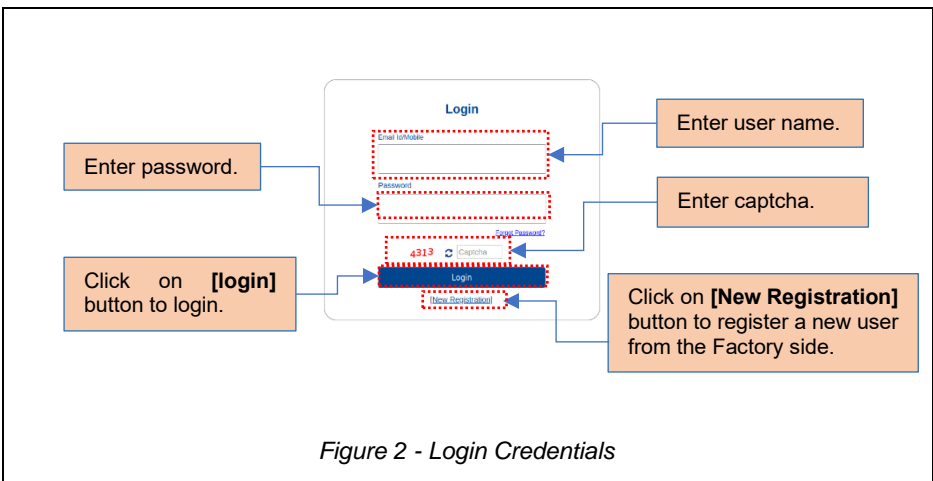 Login
Enter user name.
Email Id/Mobile
Enter password.
Password
Enter captcha.
Forgot Password?
4313
Captcha
Login
Click on [login]
button to login.
[New Registration]
Click on [New Registration]
button to register a new user
from the Factory side.
Figure 2 - Login Credentials